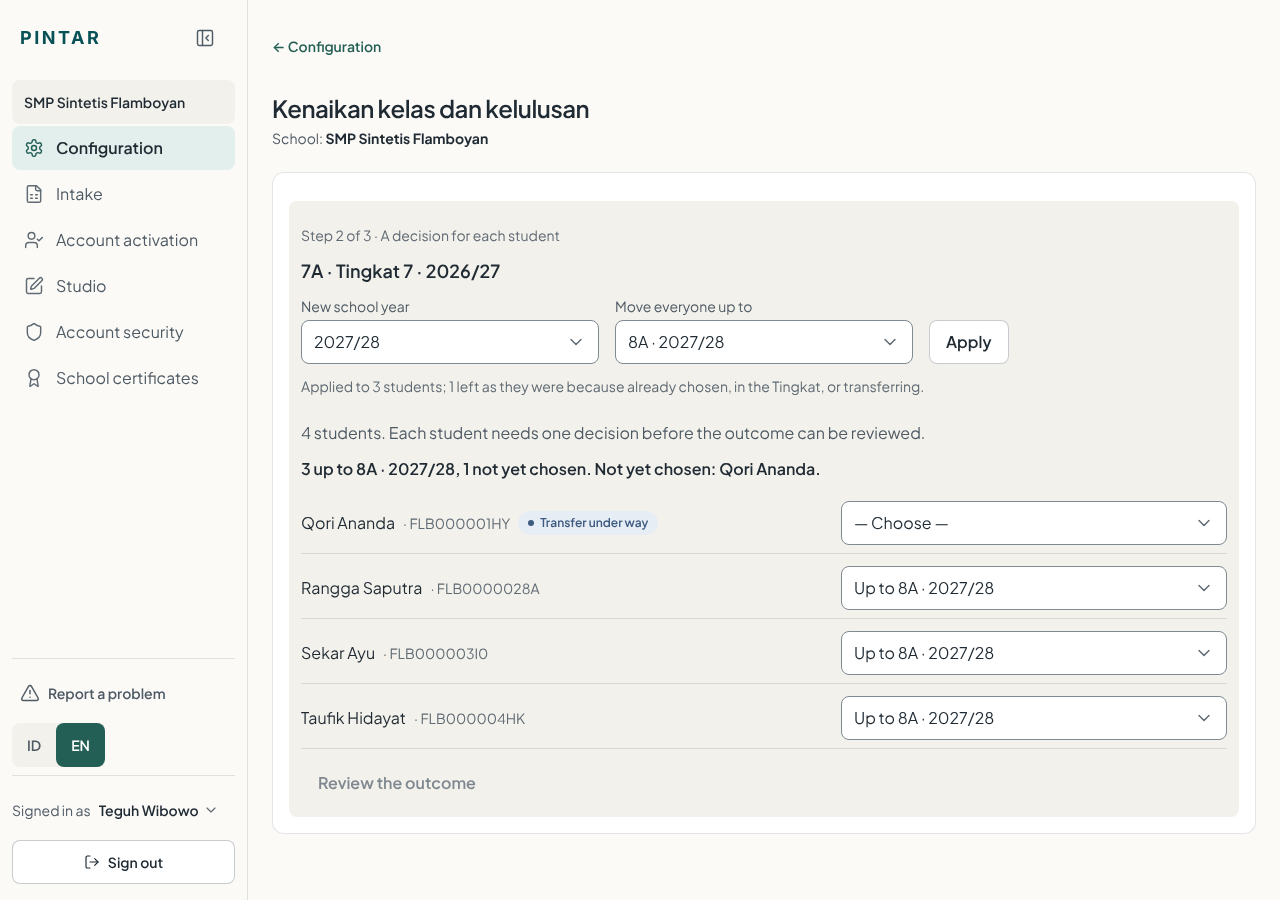 PINTAR
SMP Sintetis Flamboyan
Configuration
Intake
Account activation
Studio
Account security
School certificates
Report a problem
ID EN
Signed in as Teguh Wibowo
Sign out
← Configuration
Kenaikan kelas dan kelulusan
School: SMP Sintetis Flamboyan
Step 2 of 3 · A decision for each student
7A · Tingkat 7 · 2026/27
New school year Move everyone up to
2027/28 8A · 2027/28 Apply
Applied to 3 students; 1 left as they were because already chosen, in the Tingkat, or transferring.
4 students. Each student needs one decision before the outcome can be reviewed.
3 up to 8A · 2027/28, 1 not yet chosen. Not yet chosen: Qori Ananda.
Qori Ananda · FLB000001HY Transfer under way — Choose —
Rangga Saputra · FLB0000028A Up to 8A · 2027/28
Sekar Ayu · FLB000003I0 Up to 8A · 2027/28
Taufik Hidayat · FLB000004HK Up to 8A · 2027/28
Review the outcome